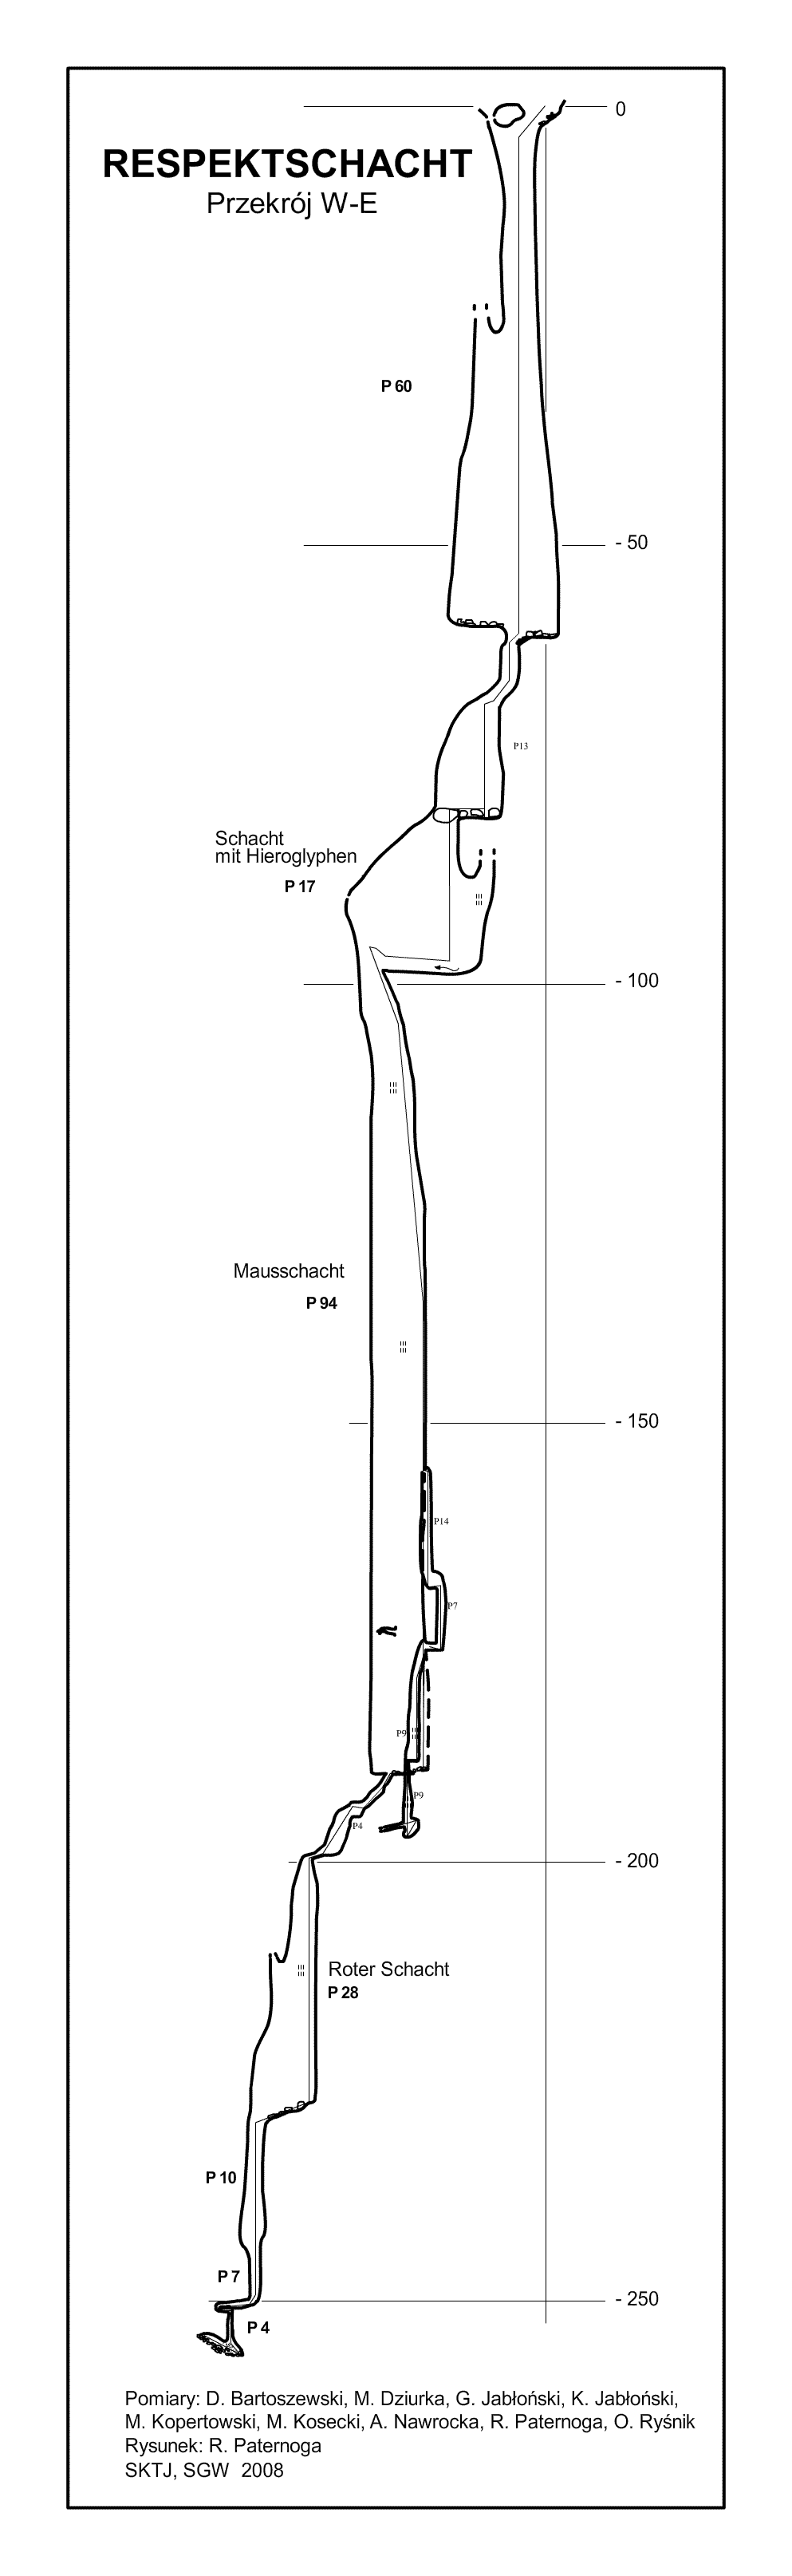 0
RESPEKTSCHACHT
Przekrój W-E
P 60
- 50
P13
Schacht
mit Hieroglyphen
P 17
- 100
Mausschacht
P 94
- 150
P14
P7
P9
P9
P4
- 200
Roter Schacht
P 28
P 10
P 7
- 250
P 4
Pomiary: D. Bartoszewski, M. Dziurka, G. Jabłoński, K. Jabłoński,
M. Kopertowski, M. Kosecki, A. Nawrocka, R. Paternoga, O. Ryśnik
Rysunek: R. Paternoga
SKTJ, SGW 2008